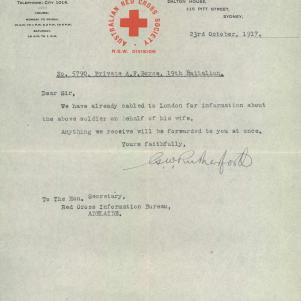 TELEPHONE: CITY 5016.
HOURS:
SATURDAY
AUSTRALIAN RED CROSS SOCIETY
N.S.W. DIVISION
DALTON HOUSE,
115 PITT STREET,
SYDNEY,
23rd October, 1917.
No. 5790, Private A.F. 19th Battalion.
Dear Sir,
We have already cabled to London for information about
the above soldier on behalf of his wife.
Anything we receive will be forwarded to you at once.
Yours faithfully,
To The Hon. Secretary,
Red Cross Information Bureau,
ADELAIDE.